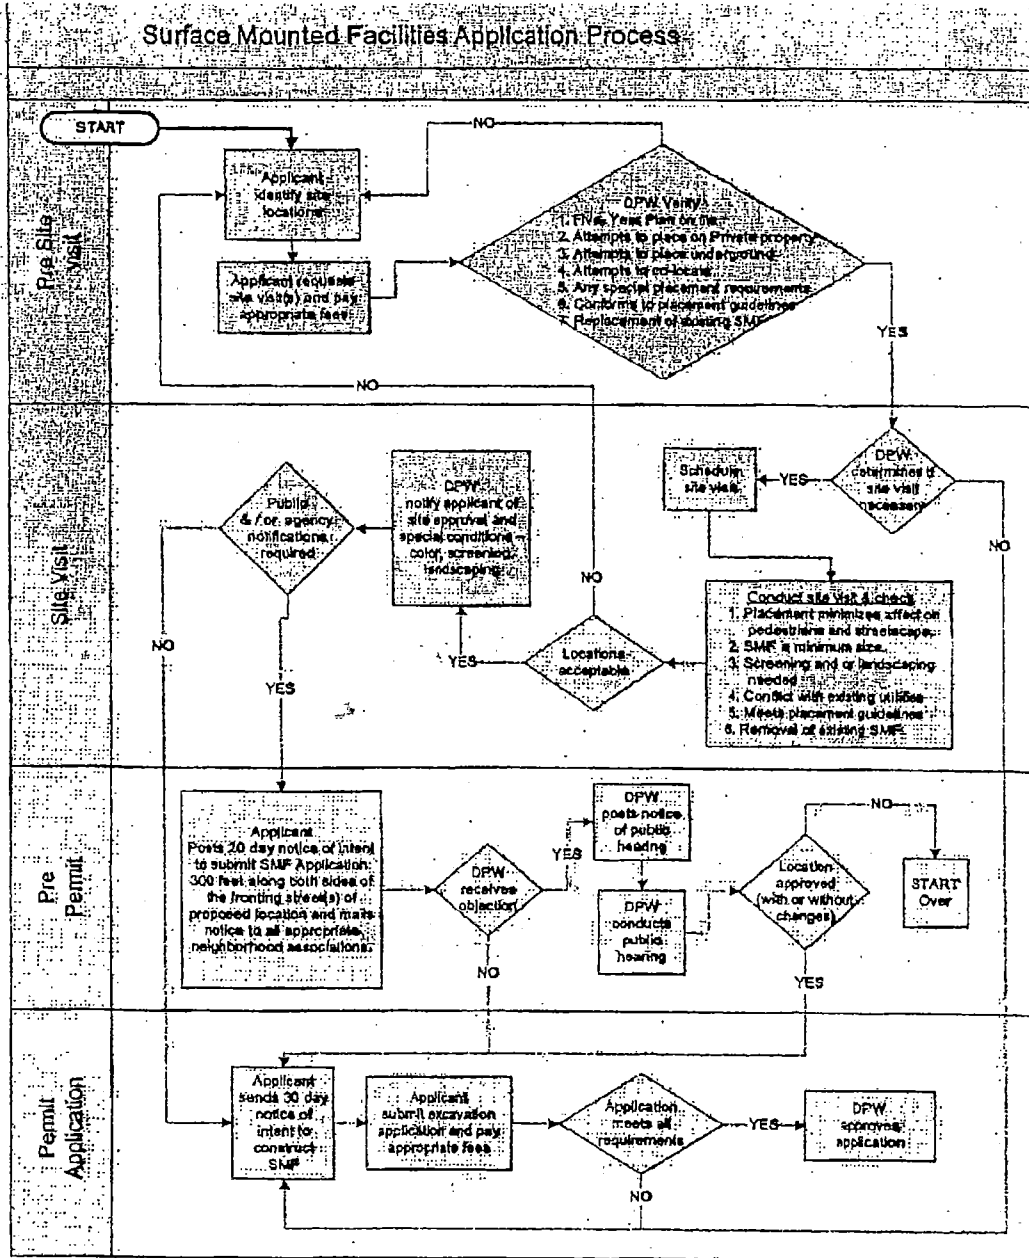 Surface Mounted Facilities Application Process
Pre Site
Visit
START
NO
Applicant
identify site
locations
Applicant requests
site visit(s) and pay
appropriate fees
DPW Verify
1. Five Year Plan on file
2. Attempts to place on Private property
3. Attempts to place underground
4. Attempts to co-locate
5. Any special placement requirements
6. Conforms to placement guidelines
7. Replacement of existing SMF
YES
NO
Site Visit
Public
& / or agency
notifications
required
DPW
notify applicant of
site approval and
special conditions –
color, screening,
landscaping
Schedule
site visit
YES
DPW
determines if
site visit
necessary
NO
NO
Conduct site visit & check
1. Placement minimizes affect on
pedestrians and streetscape.
2. SMF is minimum size.
3. Screening and or landscaping
needed
4. Conflict with existing utilities
5. Meets placement guidelines
6. Removal of existing SMF
NO
YES
Locations
acceptable
YES
Pre
Permit
Applicant
Posts 20 day notice of intent
to submit SMF Application
300 feet along both sides of
the fronting street(s) of
proposed location and mails
notice to all appropriate
neighborhood associations.
DPW
receives
objection
YES
NO
DPW
posts notice
of public
hearing
DPW
conducts
public
hearing
Location
approved
(with or without
changes)
NO
YES
START
Over
Permit
Application
Applicant
sends 30 day
notice of
intent to
construct
SMF
Applicant
submit excavation
application and pay
appropriate fees
Application
meets all
requirements
YES
NO
DPW
approves
application